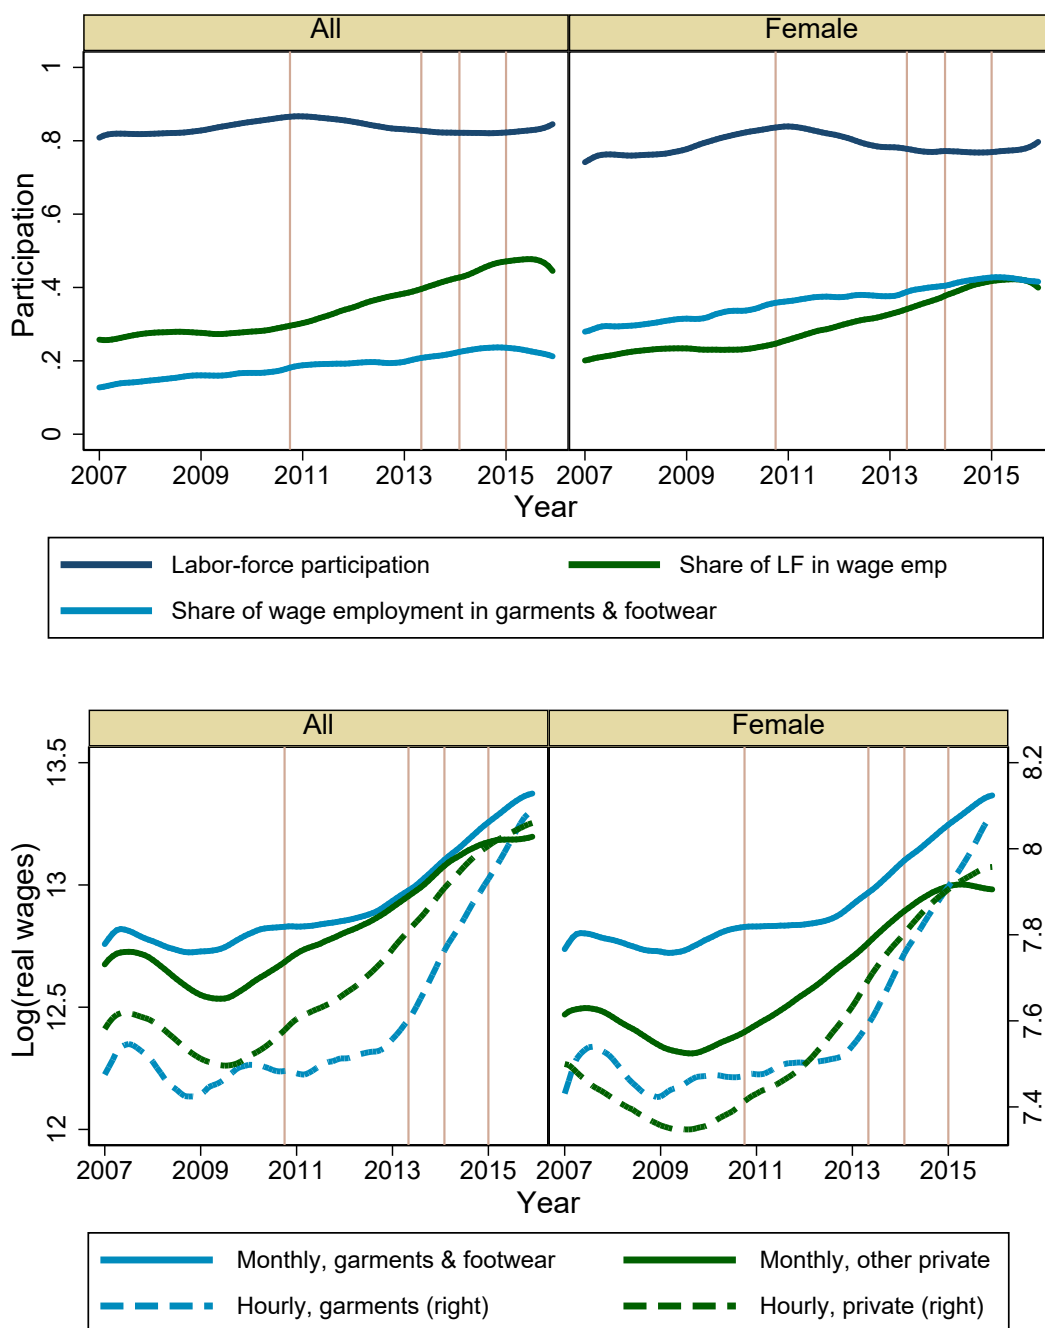 All Female
Participation
1
.8
.6
.4
.2
0
2007 2009 2011 2013 2015 2007 2009 2011 2013 2015
Year
Labor-force participation Share of LF in wage emp
Share of wage employment in garments & footwear
All Female
Log(real wages)
13.5
13
12.5
12
8.2
8
7.8
7.6
7.4
2007 2009 2011 2013 2015 2007 2009 2011 2013 2015
Year
Monthly, garments & footwear Monthly, other private
Hourly, garments (right) Hourly, private (right)